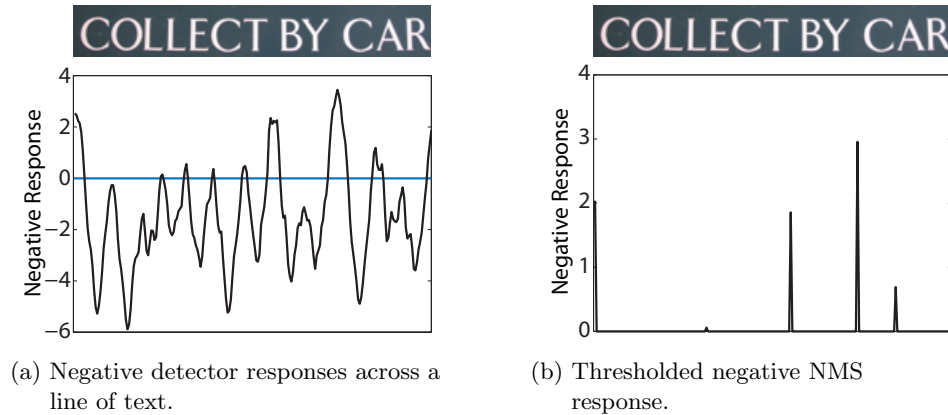 COLLECT BY CAR
COLLECT BY CAR
Negative Response
4
2
0
−2
−4
−6
Negative Response
4
3
2
1
0
(a) Negative detector responses across a
line of text.
(b) Thresholded negative NMS
response.